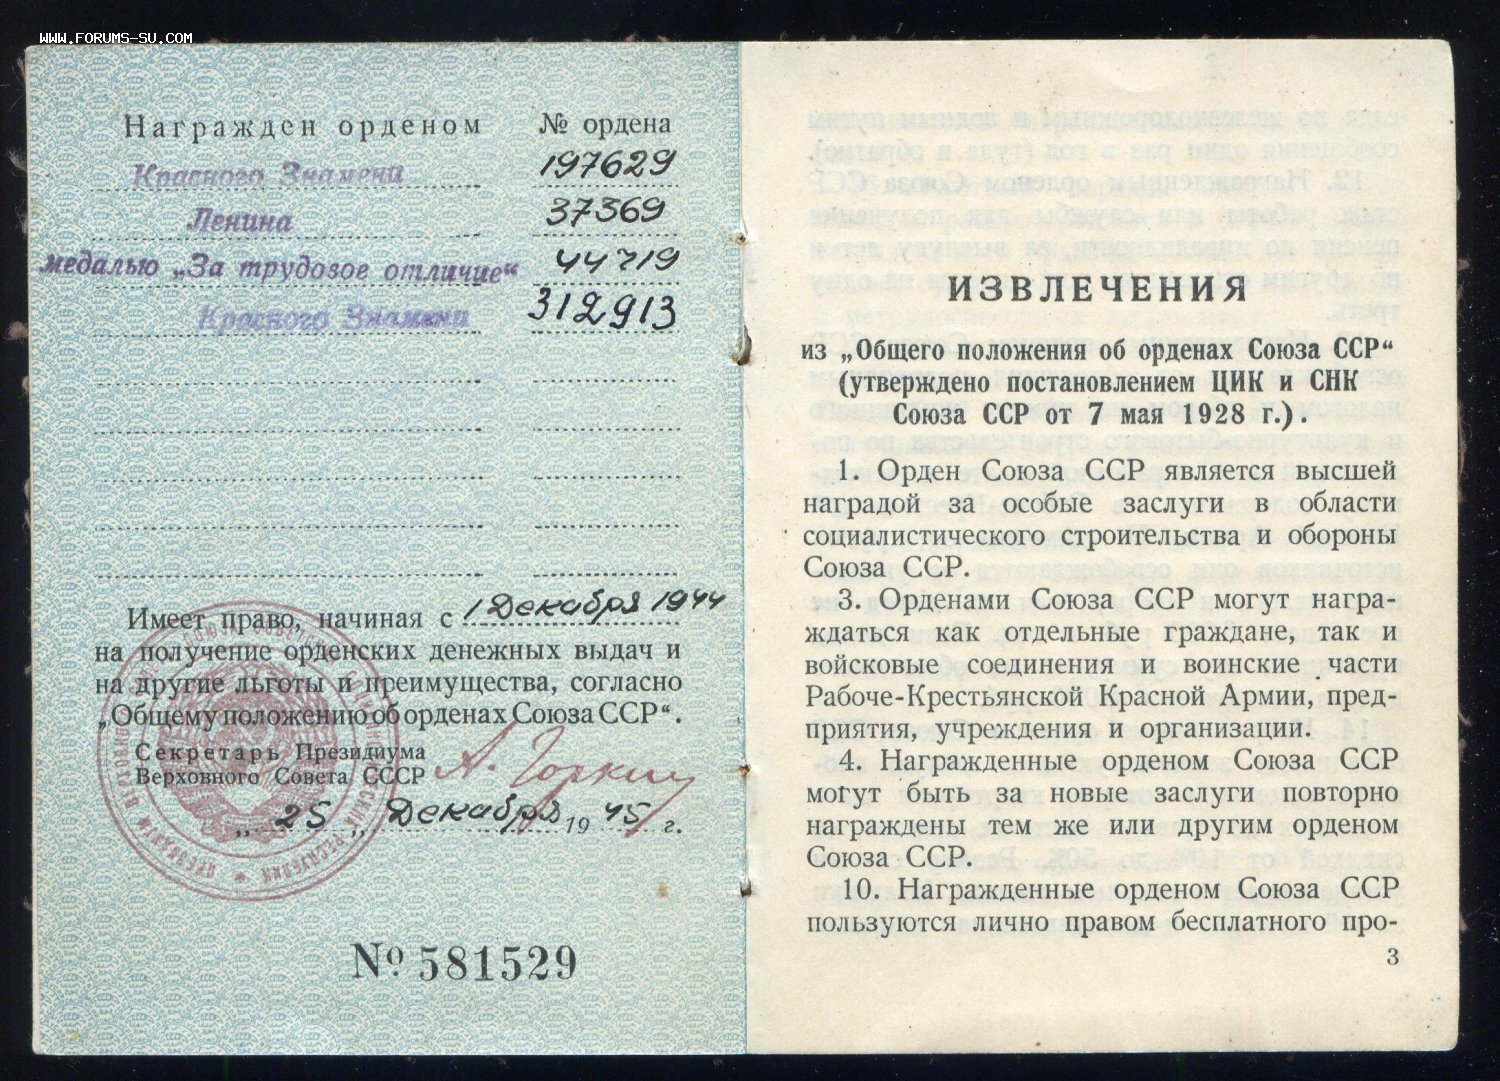 WWW.FORUMS-SU.COM
Награжден орденом № ордена
Красного Знамени 197629
Ленина 37369
медалью „За трудовое отличие“ 44719
Красного Знамени 312913
Имеет право, начиная с 1 Декабря 1944
на получение орденских денежных выдач и
на другие льготы и преимущества, согласно
„Общему положению об орденах Союза ССР“.
Секретарь Президиума
Верховного Совета СССР А. Горкин
„ 25 „ Декабря 19 45 г.
№ 581529
ИЗВЛЕЧЕНИЯ
из „Общего положения об орденах Союза ССР“
(утверждено постановлением ЦИК и СНК
Союза ССР от 7 мая 1928 г.).
1. Орден Союза ССР является высшей
наградой за особые заслуги в области
социалистического строительства и обороны
Союза ССР.
3. Орденами Союза ССР могут награ-
ждаться как отдельные граждане, так и
войсковые соединения и воинские части
Рабоче-Крестьянской Красной Армии, пред-
приятия, учреждения и организации.
4. Награжденные орденом Союза ССР
могут быть за новые заслуги повторно
награждены тем же или другим орденом
Союза ССР.
10. Награжденные орденом Союза ССР
пользуются лично правом бесплатного про-
3